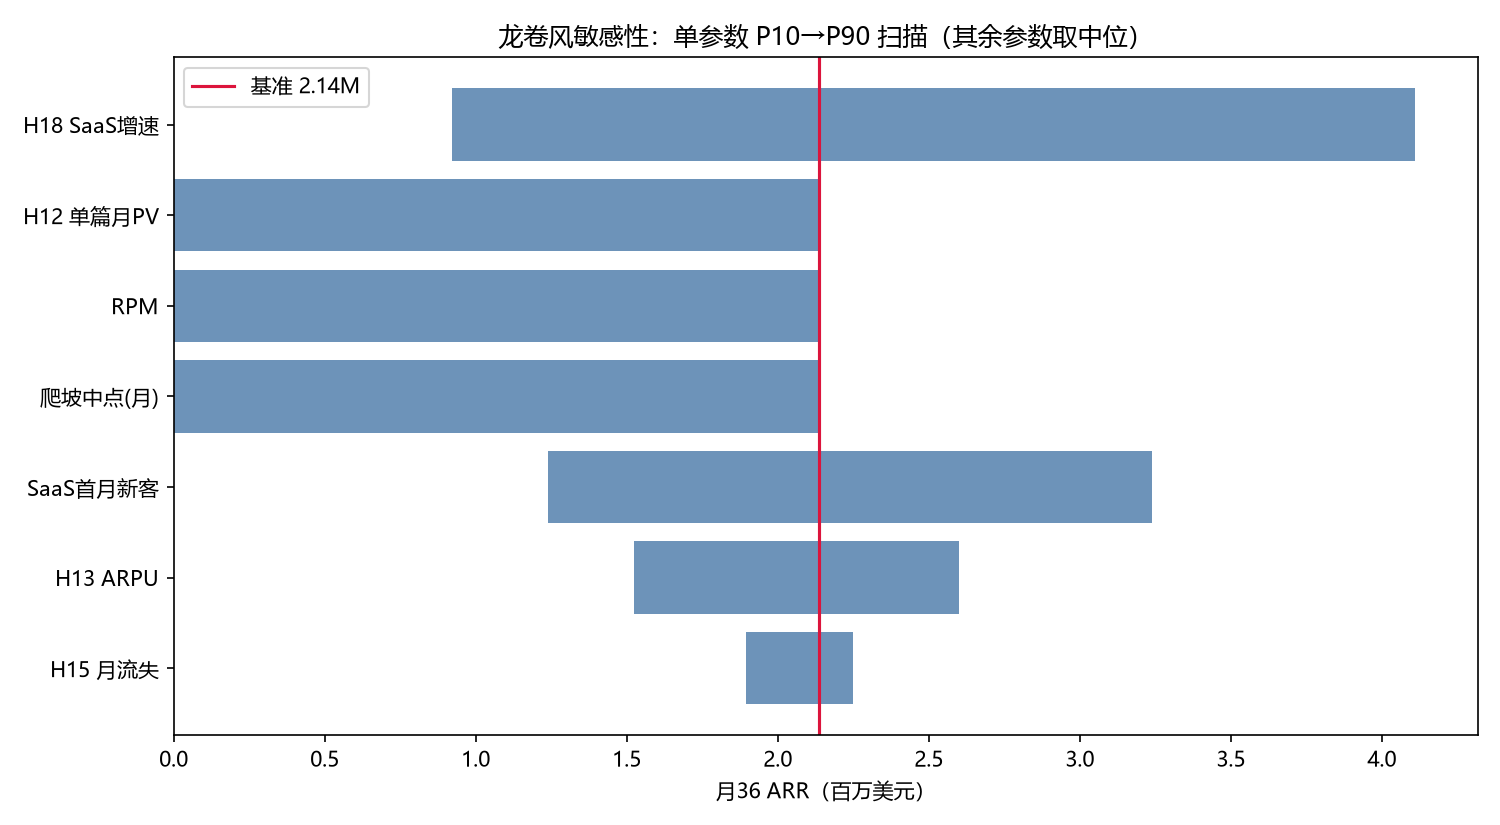 龙卷风敏感性：单参数 P10→P90 扫描（其余参数取中位）
基准 2.14M
H18 SaaS增速
H12 单篇月PV
RPM
爬坡中点(月)
SaaS首月新客
H13 ARPU
H15 月流失
0.0 0.5 1.0 1.5 2.0 2.5 3.0 3.5 4.0
月36 ARR（百万美元）